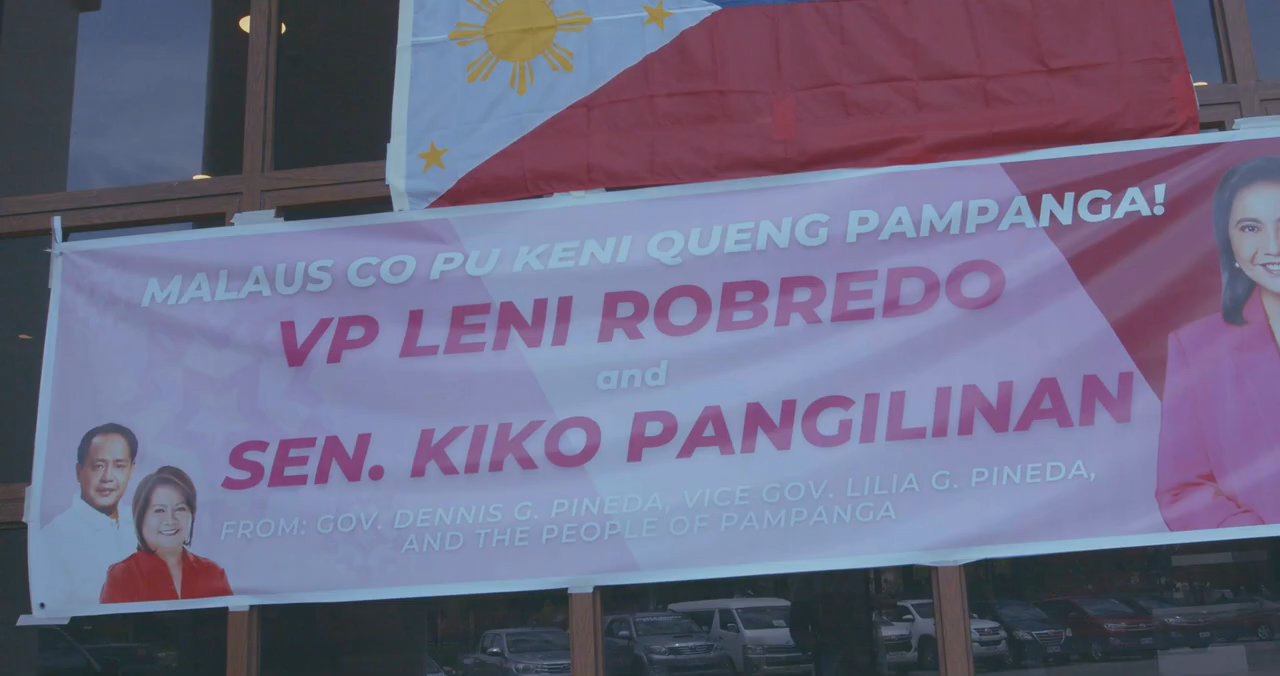 MALAUS CO PU KENI QUENG PAMPANGA!
VP LENI ROBREDO
and
SEN. KIKO PANGILINAN
FROM: GOV. DENNIS G. PINEDA, VICE GOV. LILIA G. PINEDA,
AND THE PEOPLE OF PAMPANGA